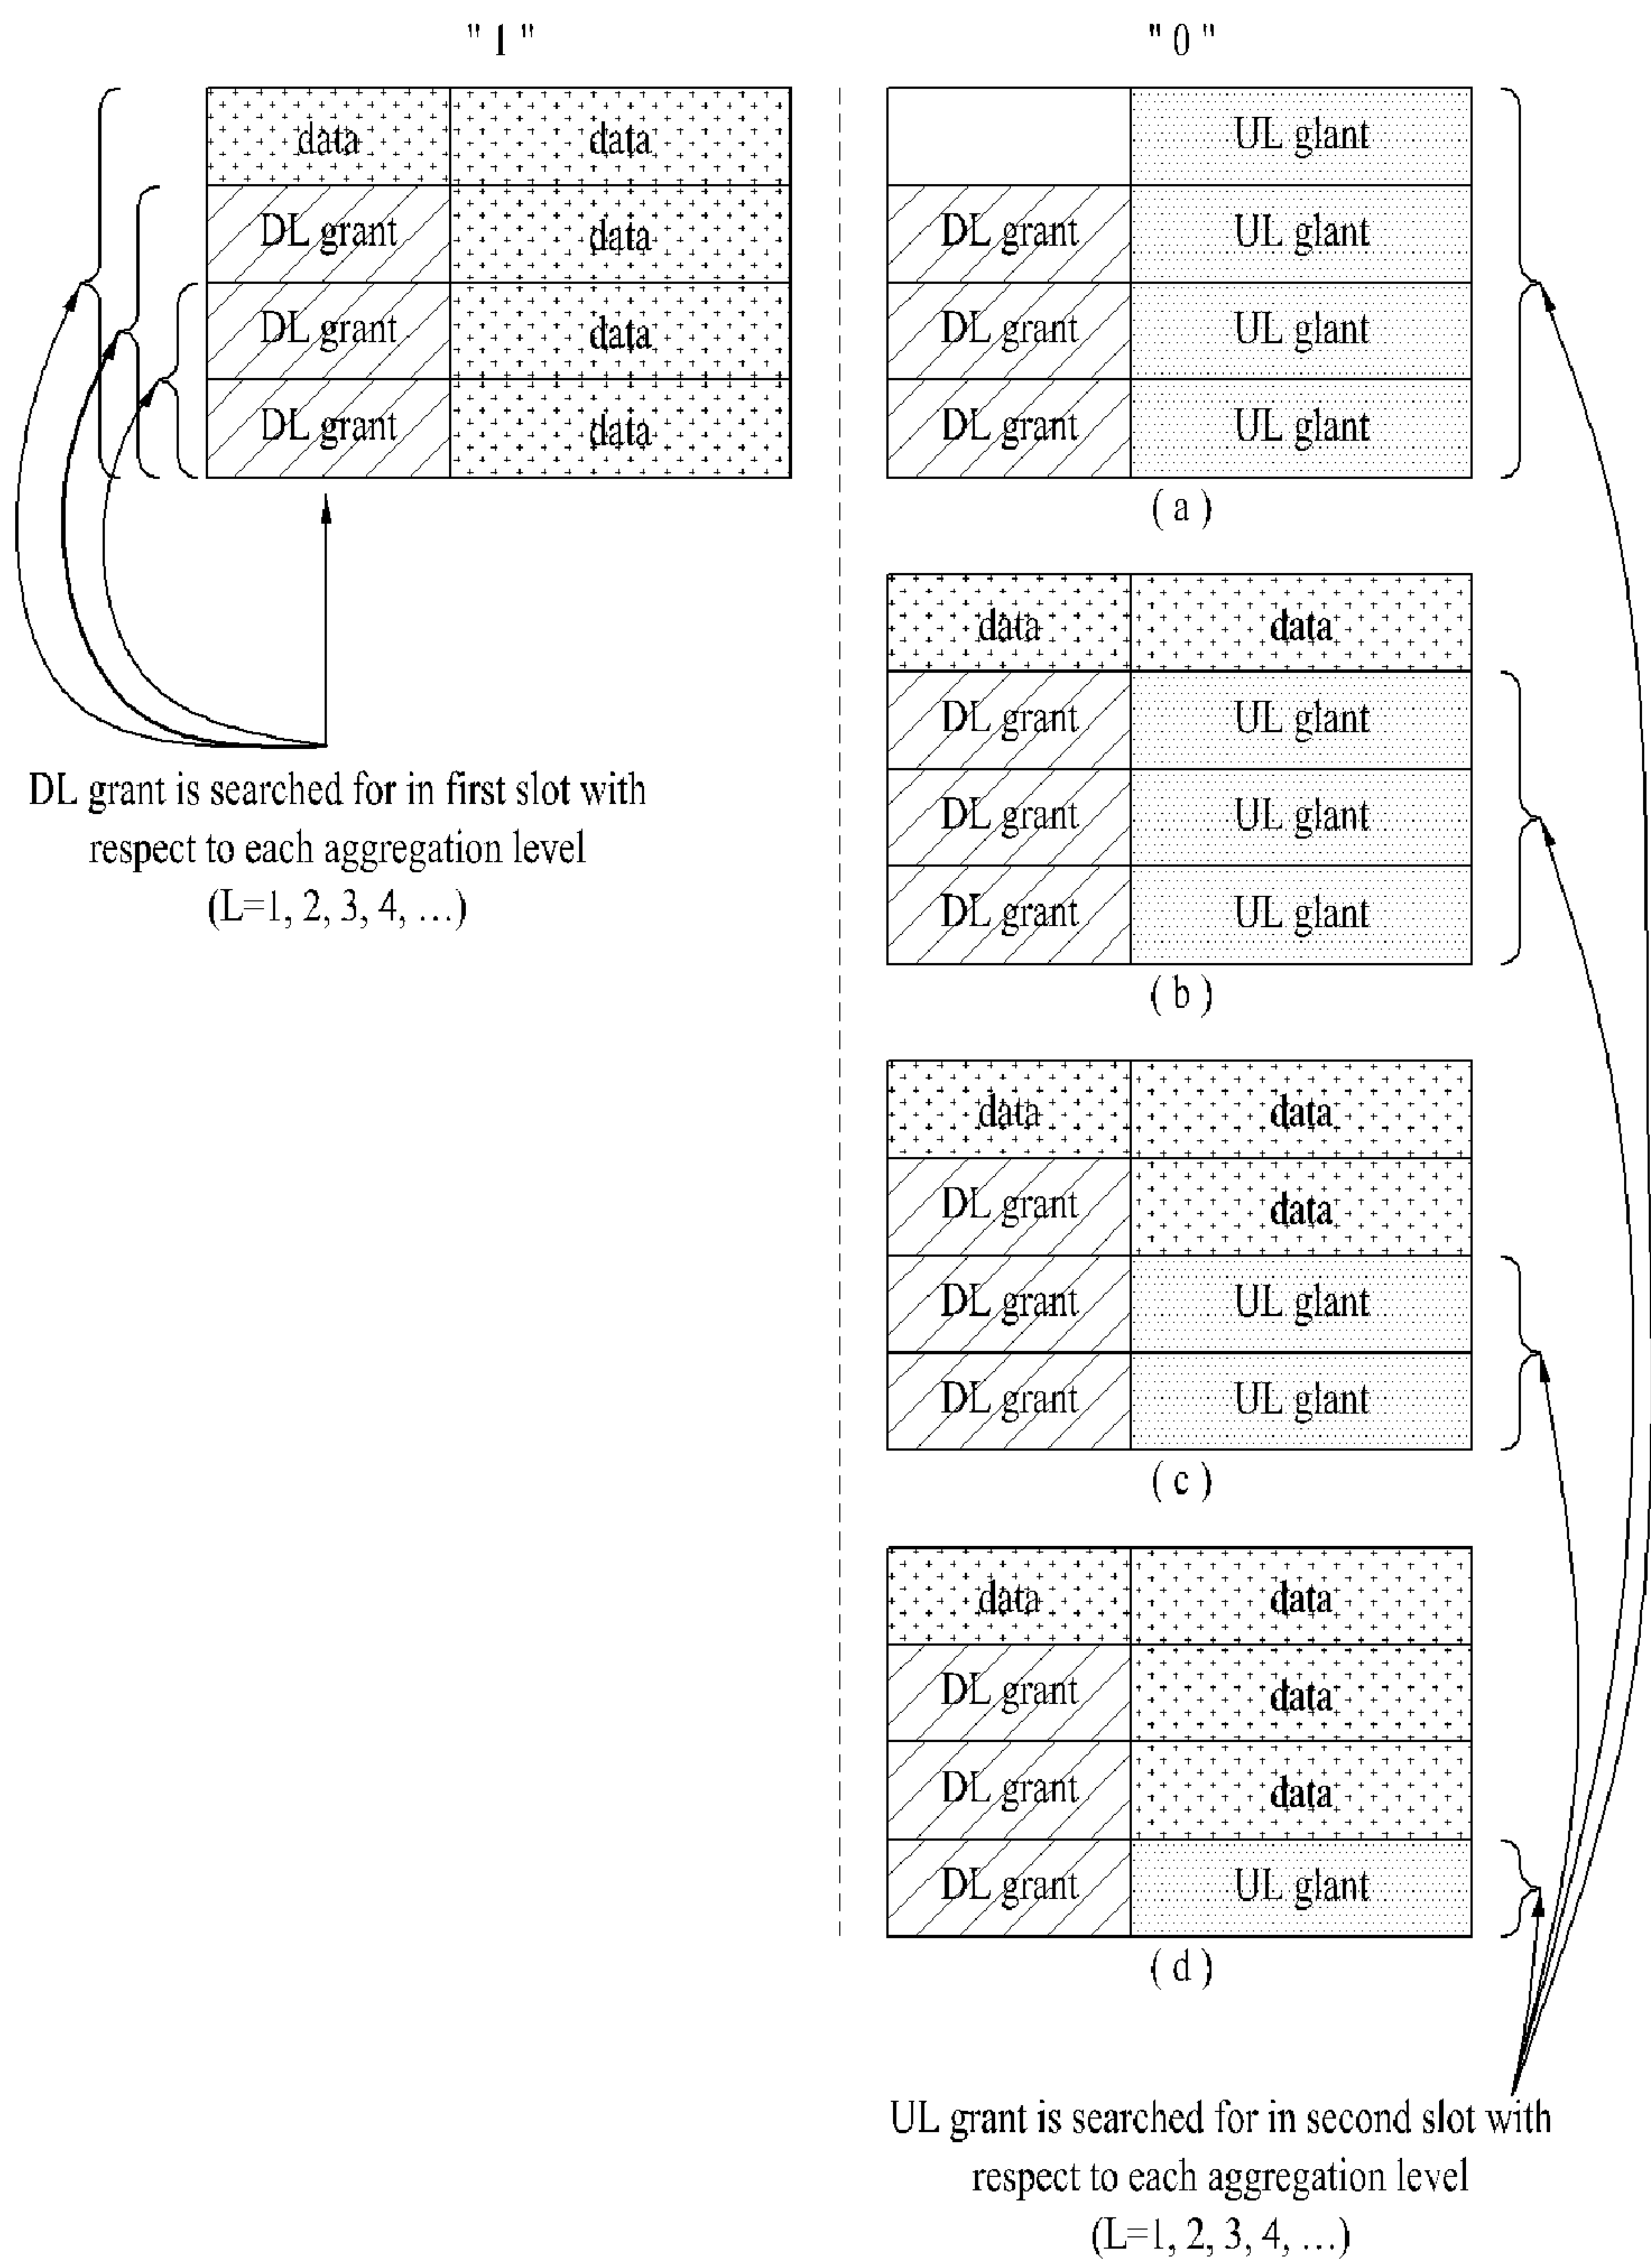 " 1 "
data data
DL grant data
DL grant data
DL grant data
DL grant is searched for in first slot with
respect to each aggregation level
(L=1, 2, 3, 4, ...)
" 0 "
UL glant
DL grant UL glant
DL grant UL glant
DL grant UL glant
( a )
data data
DL grant UL glant
DL grant UL glant
DL grant UL glant
( b )
data data
DL grant data
DL grant UL glant
DL grant UL glant
( c )
data data
DL grant data
DL grant data
DL grant UL glant
( d )
UL grant is searched for in second slot with
respect to each aggregation level
(L=1, 2, 3, 4, ...)